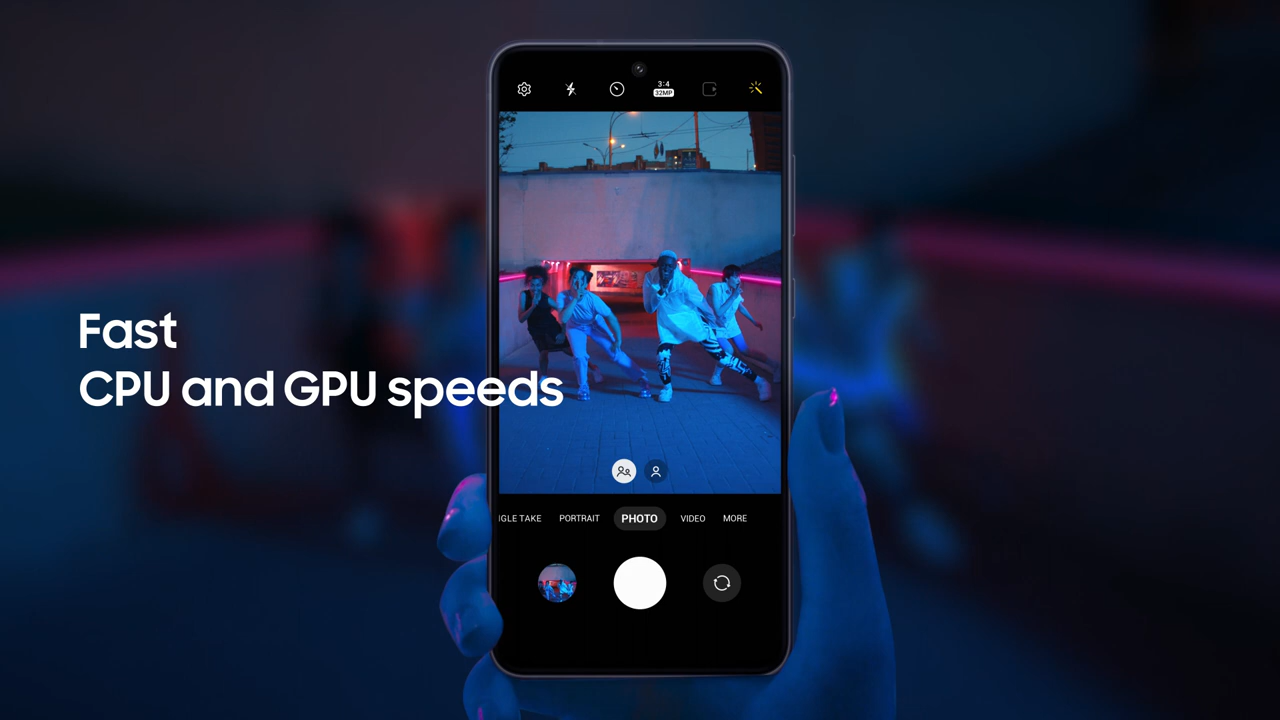 3:4
32MP
Fast
CPU and GPU speeds
IGLE TAKE PORTRAIT PHOTO VIDEO MORE